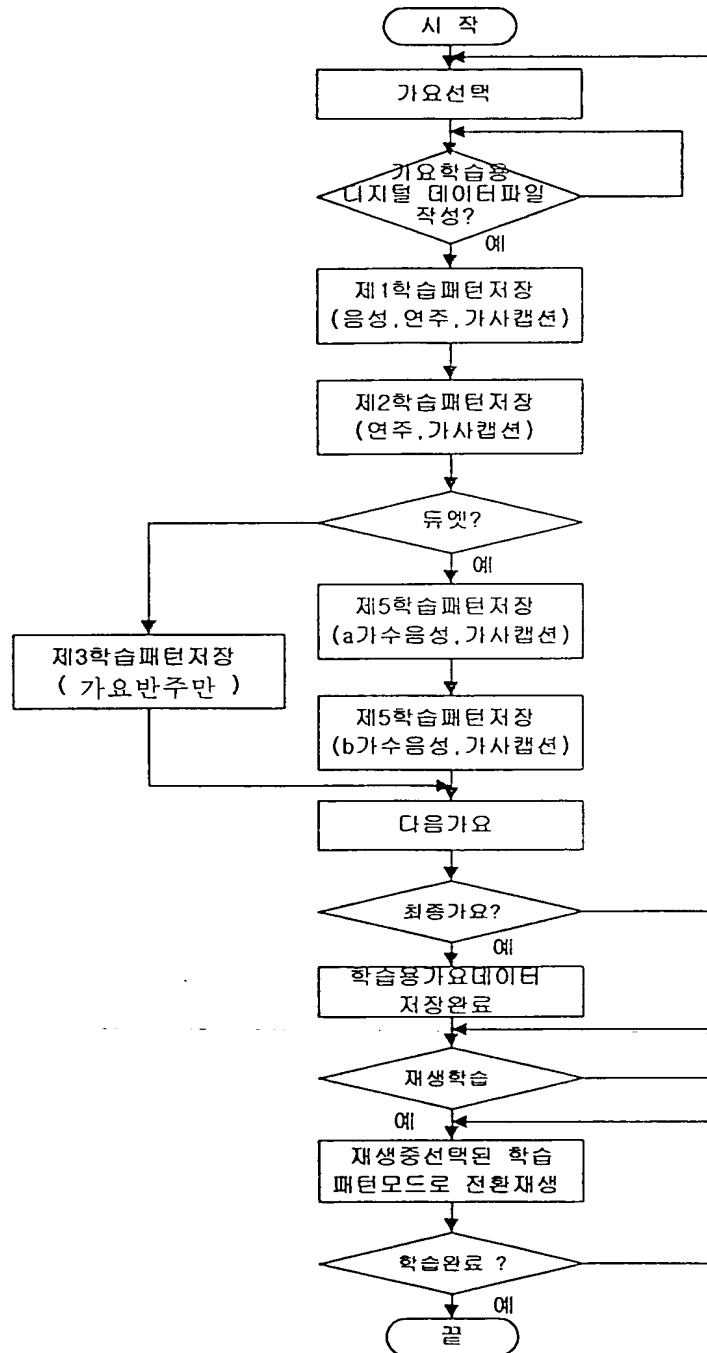 시 작
가요선택
가요학습용
디지털 데이터파일
작성?
예
제1학습패턴저장
(음성,연주,가사캡션)
제2학습패턴저장
(연주,가사캡션)
듀엣?
예
제5학습패턴저장
(a가수음성,가사캡션)
제3학습패턴저장
( 가요반주만 )
제5학습패턴저장
(b가수음성,가사캡션)
다음가요
최종가요?
예
학습용가요데이터
저장완료
재생학습
예
재생중선택된 학습
패턴모드로 전환재생
학습완료 ?
예
끝